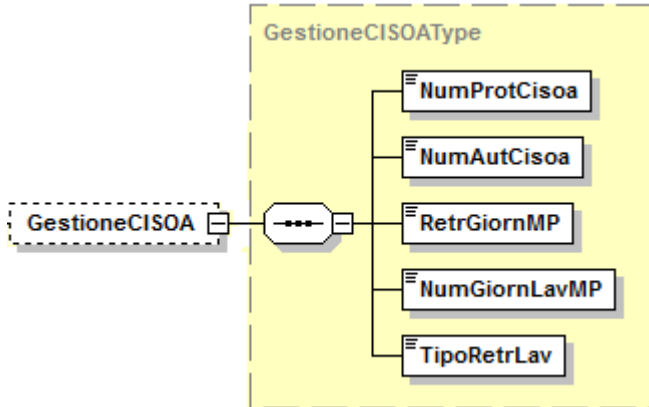 GestioneCISOAType
NumProtCisoa
NumAutCisoa
GestioneCISOA
RetrGiornMP
NumGiornLavMP
TipoRetrLav